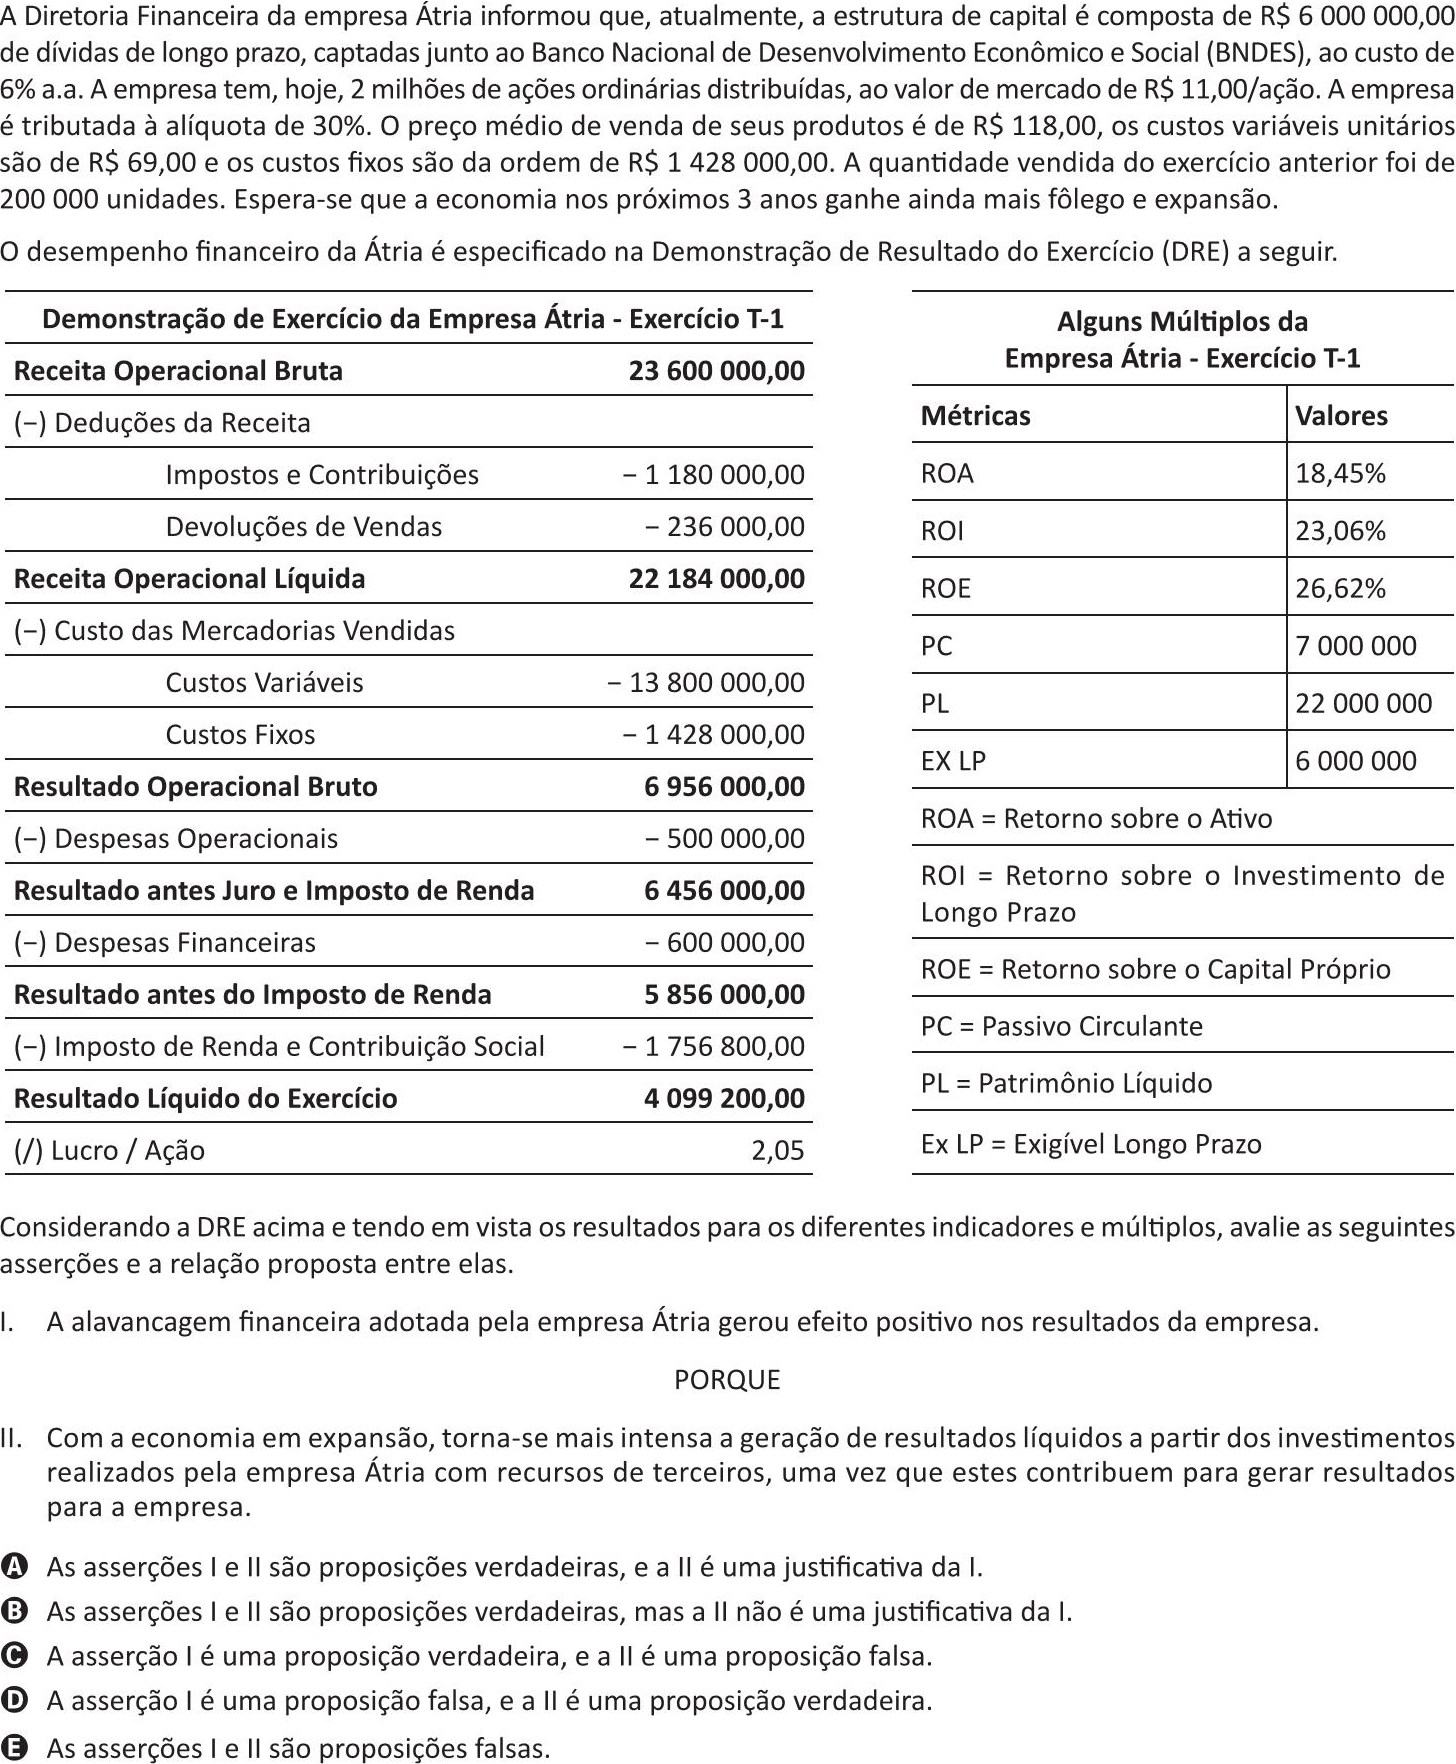 A Diretoria Financeira da empresa Átria informou que, atualmente, a estrutura de capital é composta de R$ 6 000 000,00
de dívidas de longo prazo, captadas junto ao Banco Nacional de Desenvolvimento Econômico e Social (BNDES), ao custo de
6% a.a. A empresa tem, hoje, 2 milhões de ações ordinárias distribuídas, ao valor de mercado de R$ 11,00/ação. A empresa
é tributada à alíquota de 30%. O preço médio de venda de seus produtos é de R$ 118,00, os custos variáveis unitários
são de R$ 69,00 e os custos fixos são da ordem de R$ 1 428 000,00. A quantidade vendida do exercício anterior foi de
200 000 unidades. Espera-se que a economia nos próximos 3 anos ganhe ainda mais fôlego e expansão.
O desempenho financeiro da Átria é especificado na Demonstração de Resultado do Exercício (DRE) a seguir.
Demonstração de Exercício da Empresa Átria - Exercício T-1
Receita Operacional Bruta 23 600 000,00
(−) Deduções da Receita
Impostos e Contribuições − 1 180 000,00
Devoluções de Vendas − 236 000,00
Receita Operacional Líquida 22 184 000,00
(−) Custo das Mercadorias Vendidas
Custos Variáveis − 13 800 000,00
Custos Fixos − 1 428 000,00
Resultado Operacional Bruto 6 956 000,00
(−) Despesas Operacionais − 500 000,00
Resultado antes Juro e Imposto de Renda 6 456 000,00
(−) Despesas Financeiras − 600 000,00
Resultado antes do Imposto de Renda 5 856 000,00
(−) Imposto de Renda e Contribuição Social − 1 756 800,00
Resultado Líquido do Exercício 4 099 200,00
(/) Lucro / Ação 2,05
Alguns Múltiplos da
Empresa Átria - Exercício T-1
Métricas Valores
ROA 18,45%
ROI 23,06%
ROE 26,62%
PC 7 000 000
PL 22 000 000
EX LP 6 000 000
ROA = Retorno sobre o Ativo
ROI = Retorno sobre o Investimento de
Longo Prazo
ROE = Retorno sobre o Capital Próprio
PC = Passivo Circulante
PL = Patrimônio Líquido
Ex LP = Exigível Longo Prazo
Considerando a DRE acima e tendo em vista os resultados para os diferentes indicadores e múltiplos, avalie as seguintes
asserções e a relação proposta entre elas.
I. A alavancagem financeira adotada pela empresa Átria gerou efeito positivo nos resultados da empresa.
PORQUE
II. Com a economia em expansão, torna-se mais intensa a geração de resultados líquidos a partir dos investimentos
realizados pela empresa Átria com recursos de terceiros, uma vez que estes contribuem para gerar resultados
para a empresa.
A As asserções I e II são proposições verdadeiras, e a II é uma justificativa da I.
B As asserções I e II são proposições verdadeiras, mas a II não é uma justificativa da I.
C A asserção I é uma proposição verdadeira, e a II é uma proposição falsa.
D A asserção I é uma proposição falsa, e a II é uma proposição verdadeira.
E As asserções I e II são proposições falsas.